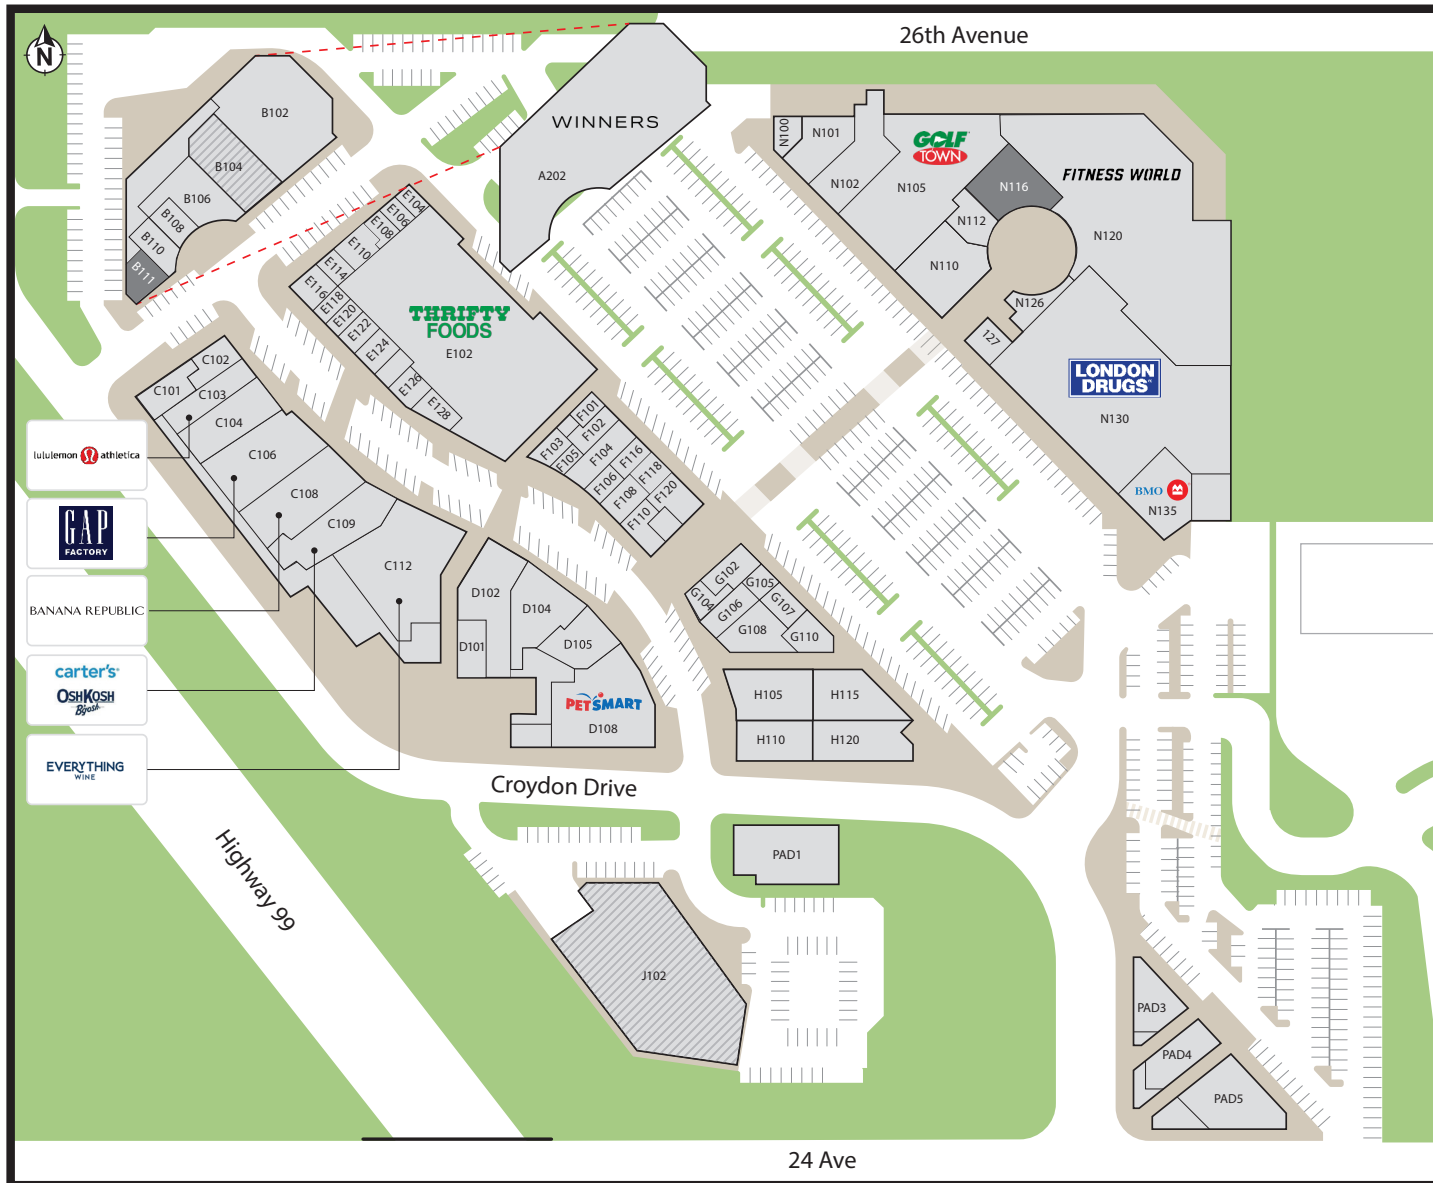 26th Avenue
N
B102
B104
B106
B108
B110
B111
WINNERS
A202
N100
N101
N102
GOLF
TOWN
N105
N116
FITNESS WORLD
N112
N110
N120
N126
127
LONDON
DRUGS
N130
BMO
N135
E104
E106
E108
E110
E114
E116
E118
E120
E122
E124
E126
E128
THRIFTY
FOODS
E102
C101
C102
C103
C104
C106
C108
C109
C112
lululemon athletica
GAP
FACTORY
BANANA REPUBLIC
carter's
OSHKOSH
B'gosh
EVERYTHING
WINE
F101
F102
F103
F105
F104
F106
F116
F108
F118
F110
F120
G102
G104
G105
G106
G107
G108
G110
D102
D104
D101
D105
PETSMART
D108
H105
H115
H110
H120
Croydon Drive
Highway 99
PAD1
J102
PAD3
PAD4
PAD5
24 Ave